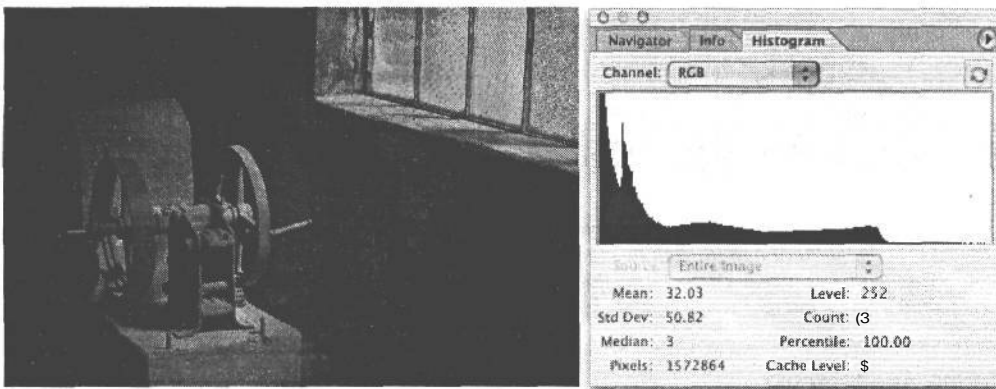 Navigator Info Histogram
Channel: RGB
Source: Entire Image
Mean: 32.03 Level: 252
Std Dev: 50.82 Count: (3
Median: 3 Percentile: 100.00
Pixels: 1572864 Cache Level: $